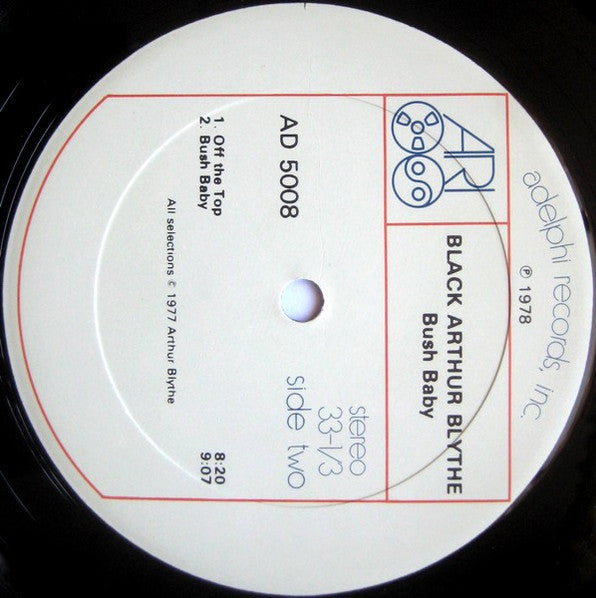 adelphi records, inc.
℗ 1978
ARI
BLACK ARTHUR BLYTHE
Bush Baby
AD 5008
stereo
33-1/3
side two
1. Off the Top 8:20
2. Bush Baby 9:07
All selections © 1977 Arthur Blythe